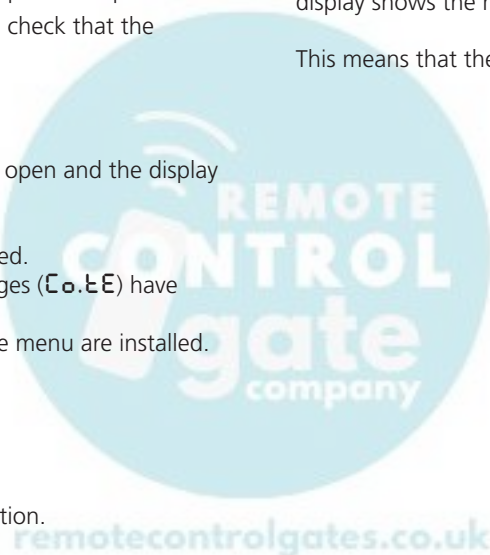 check that the
open and the display
ed.
ges (Co.tE) have
e menu are installed.
tion.
display shows the
This means that the
REMOTE
CONTROL
gate
company
remotecontrolgates.co.uk